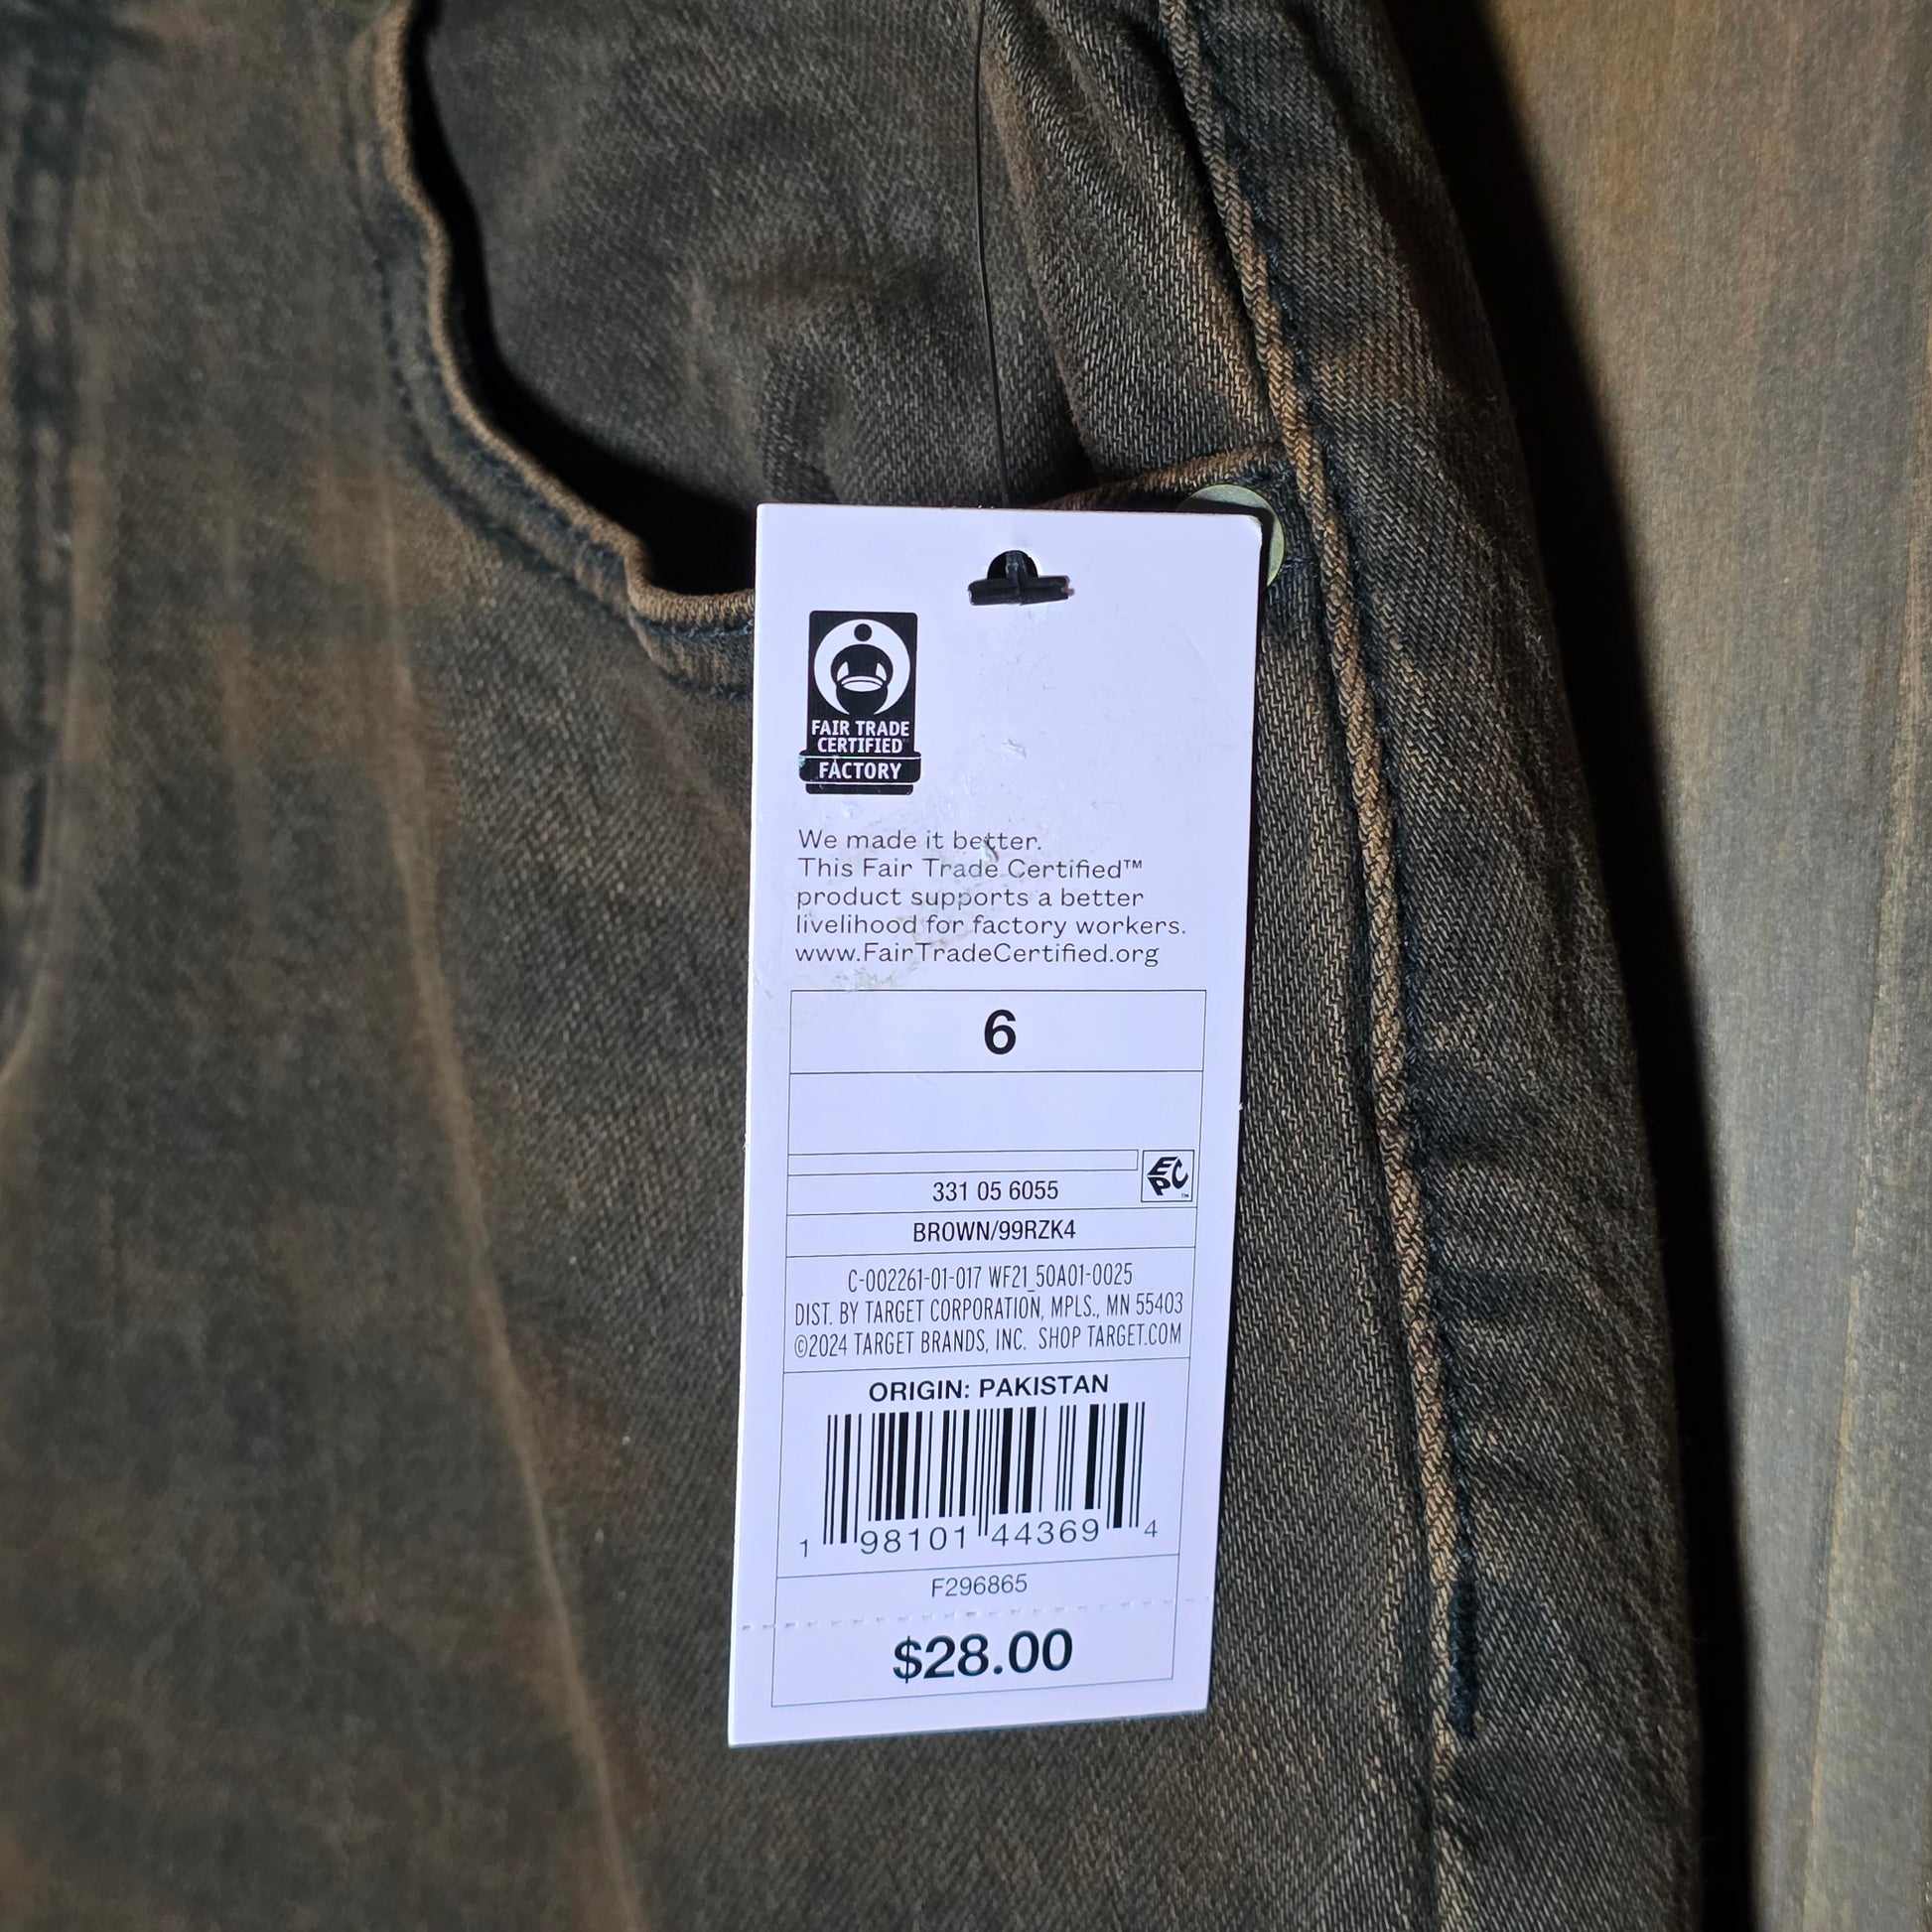 FAIR TRADE
CERTIFIED
FACTORY
We made it better.
This Fair Trade Certified™
product supports a better
livelihood for factory workers.
www.FairTradeCertified.org
6
EPC™
331 05 6055
BROWN/99RZK4
C-002261-01-017 WF21_50A01-0025
DIST. BY TARGET CORPORATION, MPLS., MN 55403
©2024 TARGET BRANDS, INC. SHOP TARGET.COM
ORIGIN: PAKISTAN
1 98101 44369 4
F296865
$28.00